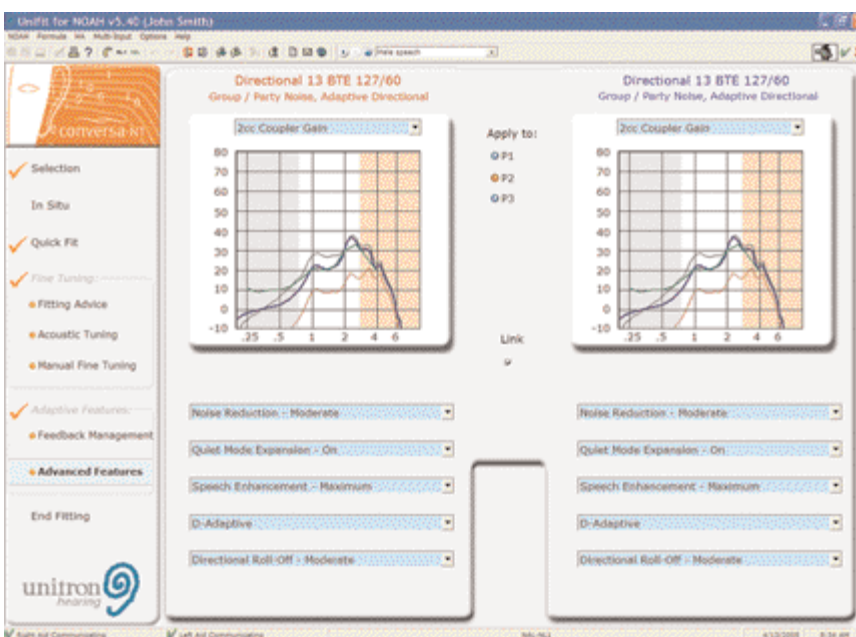 Unifit for NOAH v5.40 (John Smith)
NOAH Formula HA Multi-Input Options Help
Male speech
conversa.NT
Selection
In Situ
Quick Fit
Fine Tuning:
Fitting Advice
Acoustic Tuning
Manual Fine Tuning
Adaptive Features:
Feedback Management
Advanced Features
End Fitting
unitron
hearing
Directional 13 BTE 127/60
Group / Party Noise, Adaptive Directional
2cc Coupler Gain
80
70
60
50
40
30
20
10
0
-10
.25 .5 1 2 4 6
Noise Reduction - Moderate
Quiet Mode Expansion - On
Speech Enhancement - Maximum
D-Adaptive
Directional Roll-Off - Moderate
Apply to:
P1
P2
P3
Link
Directional 13 BTE 127/60
Group / Party Noise, Adaptive Directional
2cc Coupler Gain
80
70
60
50
40
30
20
10
0
-10
.25 .5 1 2 4 6
Noise Reduction - Moderate
Quiet Mode Expansion - On
Speech Enhancement - Maximum
D-Adaptive
Directional Roll-Off - Moderate
Right Aid Communicating
Left Aid Communicating